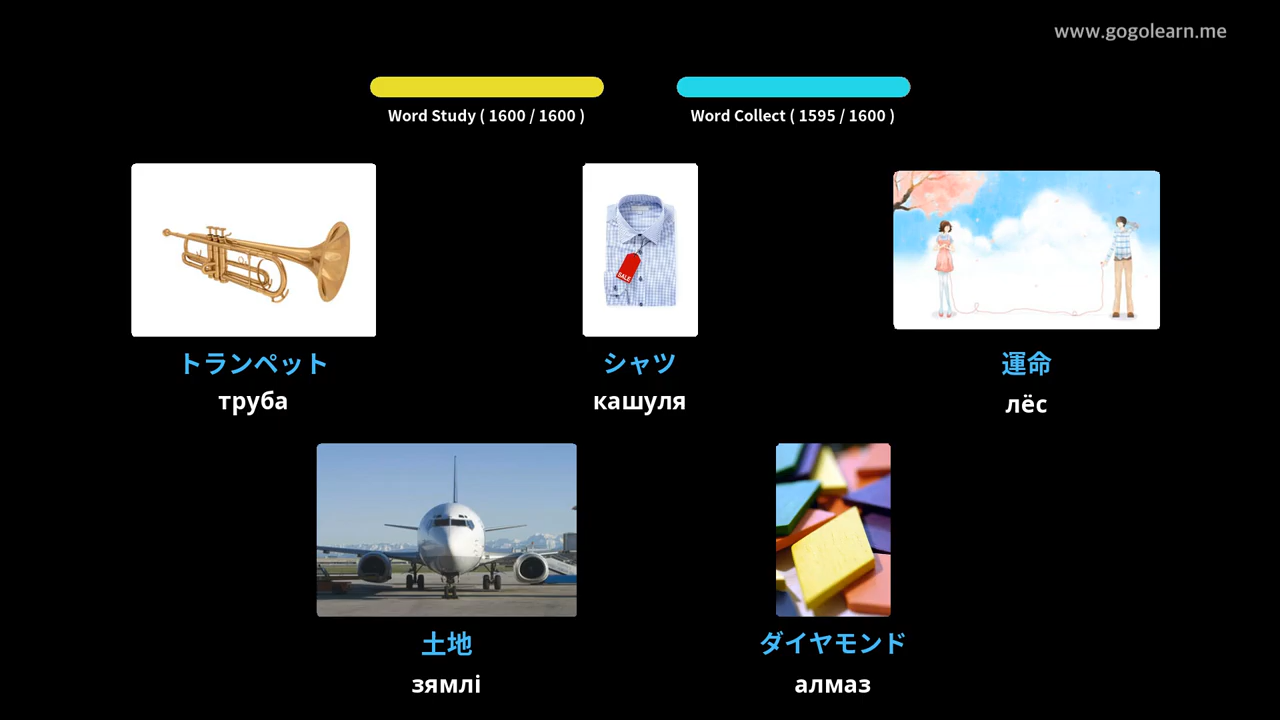 www.gogolearn.me
Word Study ( 1600 / 1600 )
Word Collect ( 1595 / 1600 )
SALE
トランペット
труба
シャツ
кашуля
運命
лёс
土地
зямлі
ダイヤモンド
алмаз